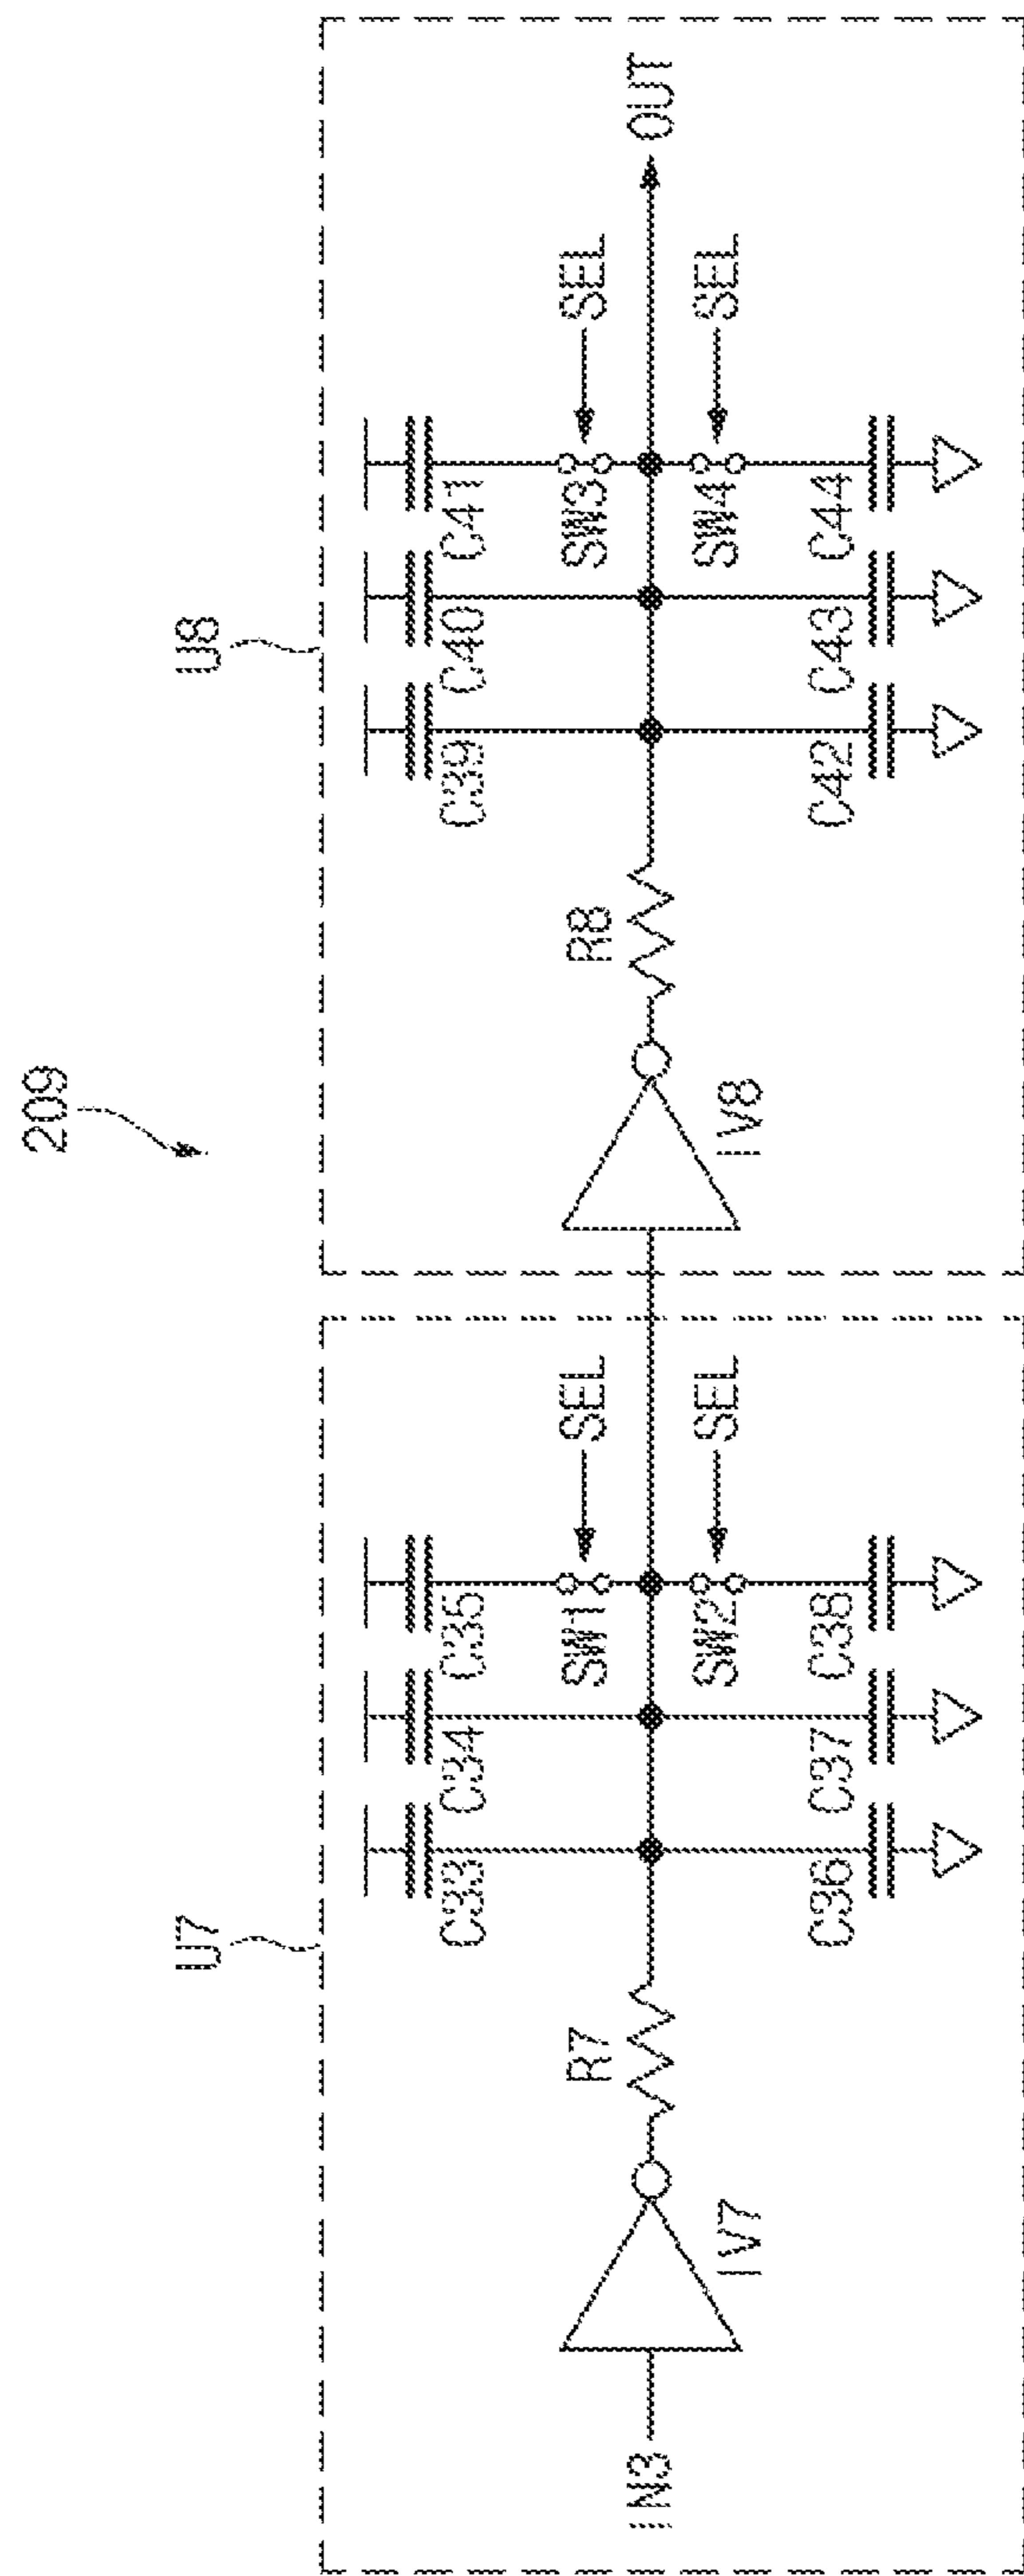 209
U7
U8
C33
C34
C35
C39
C40
C41
SW1
SEL
SW3
SEL
R7
R8
IN3
OUT
IV7
IV8
SW2
SEL
SW4
SEL
C36
C37
C38
C42
C43
C44